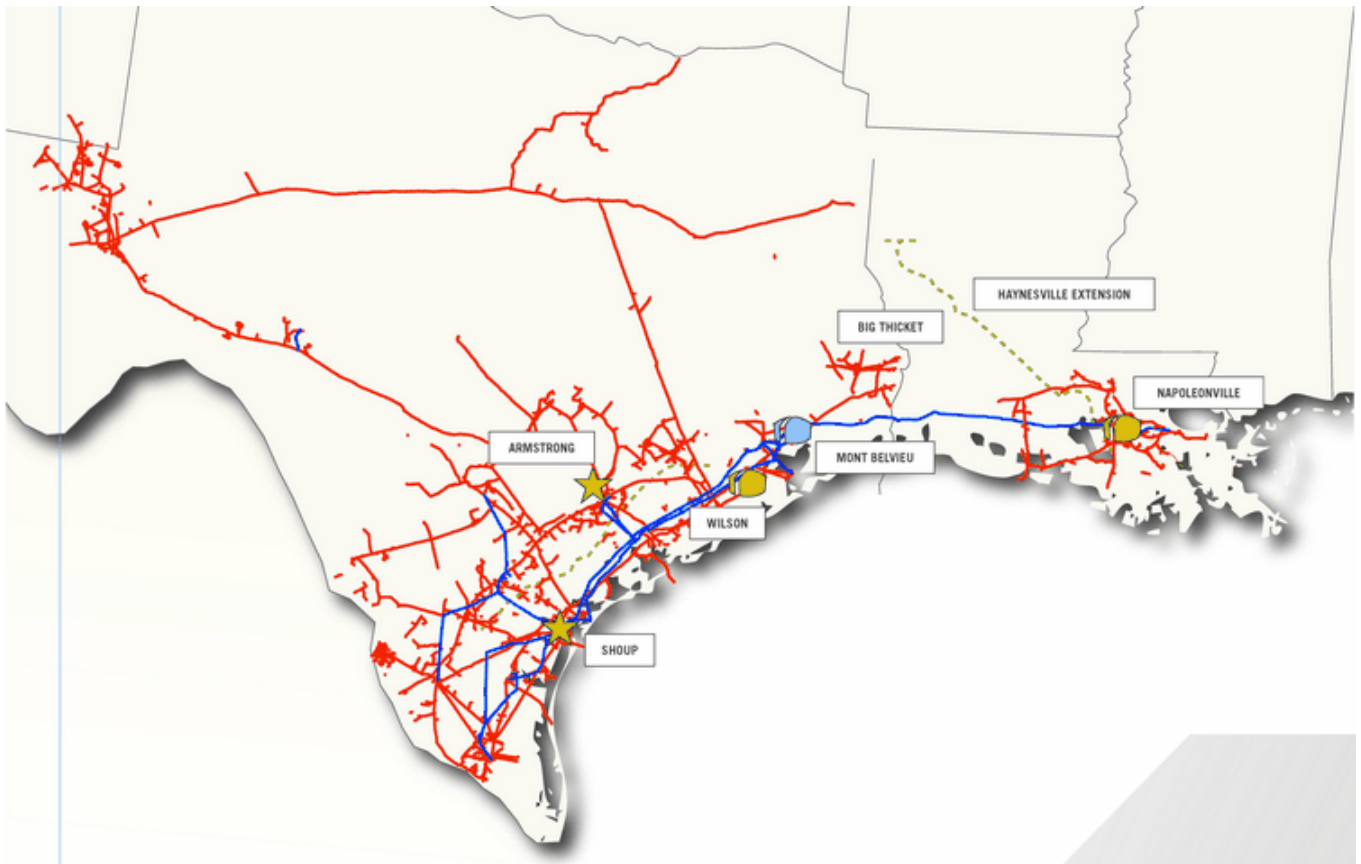 HAYNESVILLE EXTENSION
BIG THICKET
NAPOLEONVILLE
ARMSTRONG
MONT BELVIEU
WILSON
SHOUP